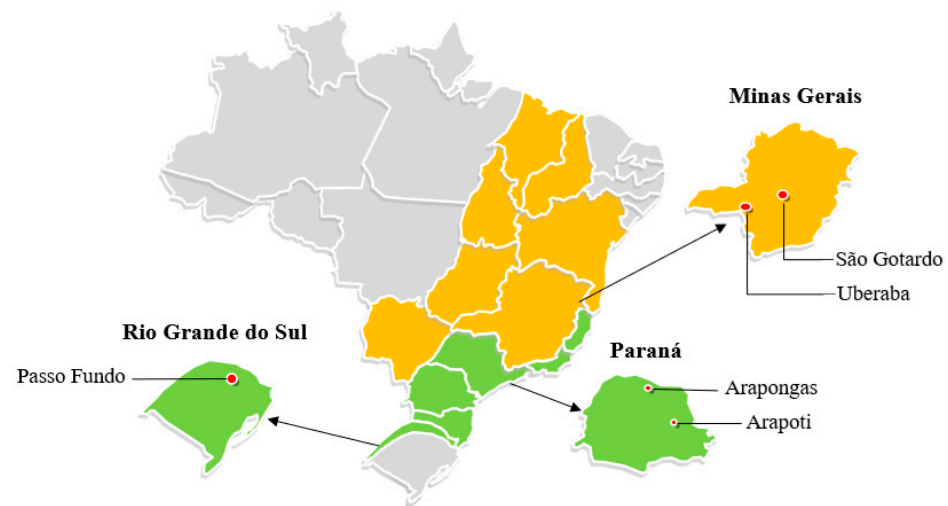 Minas Gerais
São Gotardo
Uberaba
Rio Grande do Sul
Passo Fundo
Paraná
Arapongas
Arapoti